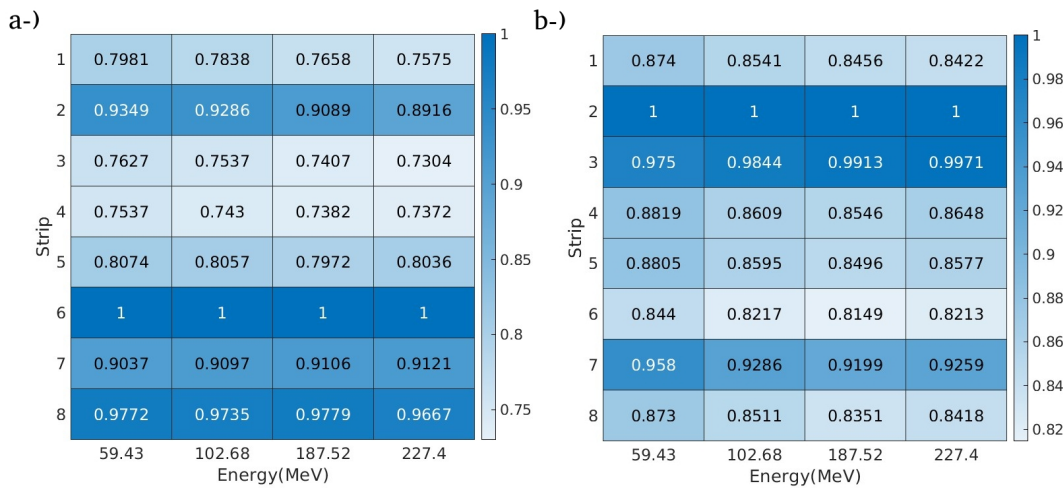 a-)
1 0.7981 0.7838 0.7658 0.7575
2 0.9349 0.9286 0.9089 0.8916
3 0.7627 0.7537 0.7407 0.7304
4 0.7537 0.743 0.7382 0.7372
5 0.8074 0.8057 0.7972 0.8036
6 1 1 1 1
7 0.9037 0.9097 0.9106 0.9121
8 0.9772 0.9735 0.9779 0.9667
59.43 102.68 187.52 227.4
Energy(MeV)
Strip
1
0.95
0.9
0.85
0.8
0.75
b-)
1 0.874 0.8541 0.8456 0.8422
2 1 1 1 1
3 0.975 0.9844 0.9913 0.9971
4 0.8819 0.8609 0.8546 0.8648
5 0.8805 0.8595 0.8496 0.8577
6 0.844 0.8217 0.8149 0.8213
7 0.958 0.9286 0.9199 0.9259
8 0.873 0.8511 0.8351 0.8418
59.43 102.68 187.52 227.4
Energy(MeV)
Strip
1
0.98
0.96
0.94
0.92
0.9
0.88
0.86
0.84
0.82